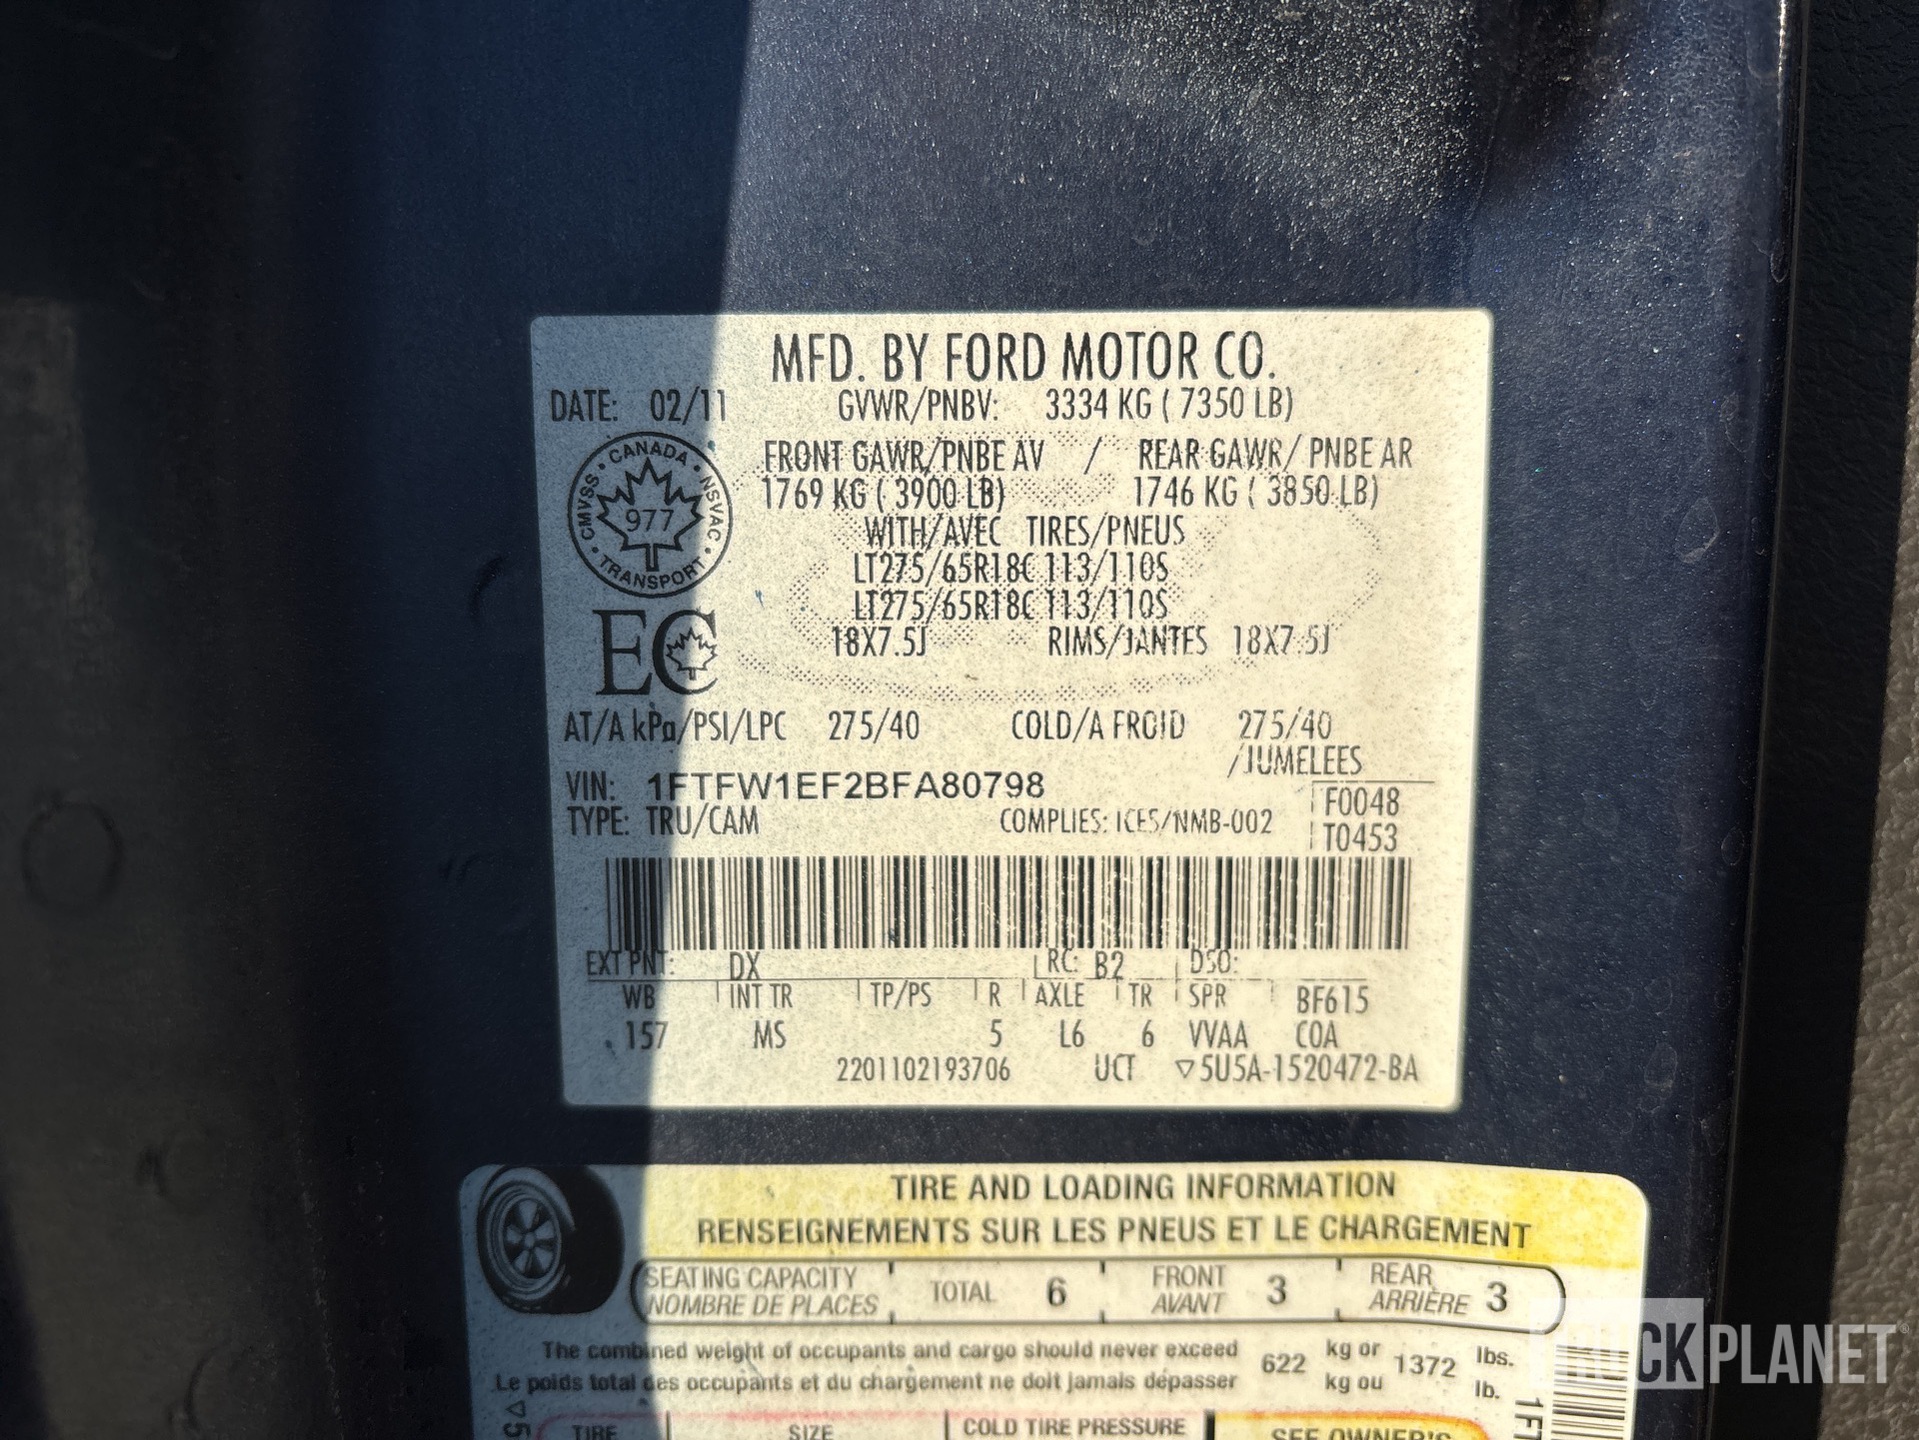 MFD. BY FORD MOTOR CO.
DATE: 02/11 GVWR/PNBV: 3334 KG ( 7350 LB)
FRONT GAWR/PNBE AV / REAR GAWR/ PNBE AR
1769 KG ( 3900 LB) 1746 KG ( 3850 LB)
WITH/AVEC TIRES/PNEUS
LT275/65R18C 113/110S
LT275/65R18C 113/110S
18X7.5J RIMS/JANTES 18X7.5J
CANADA
CMVSS 977 NSVAC
TRANSPORT
EC
AT/A kPa/PSI/LPC 275/40 COLD/A FROID 275/40
/JUMELEES
VIN: 1FTFW1EF2BFA80798
F0048
TYPE: TRU/CAM COMPLIES: ICES/NMB-002
T0453
EXT PNT: DX RC: B2 DSO:
WB INT TR TP/PS R AXLE TR SPR BF615
157 MS 5 L6 6 VVAA COA
2201102193706 UCT ▽5U5A-1520472-BA
TIRE AND LOADING INFORMATION
RENSEIGNEMENTS SUR LES PNEUS ET LE CHARGEMENT
SEATING CAPACITY
NOMBRE DE PLACES
TOTAL 6
FRONT
AVANT 3
REAR
ARRIÈRE 3
The combined weight of occupants and cargo should never exceed
Le poids total des occupants et du chargement ne doit jamais dépasser
622 kg or 1372 lbs.
kg ou lb.
TIRE SIZE COLD TIRE PRESSURE SEE OWNER'S
▽5
1FT
TRUCKPLANET®